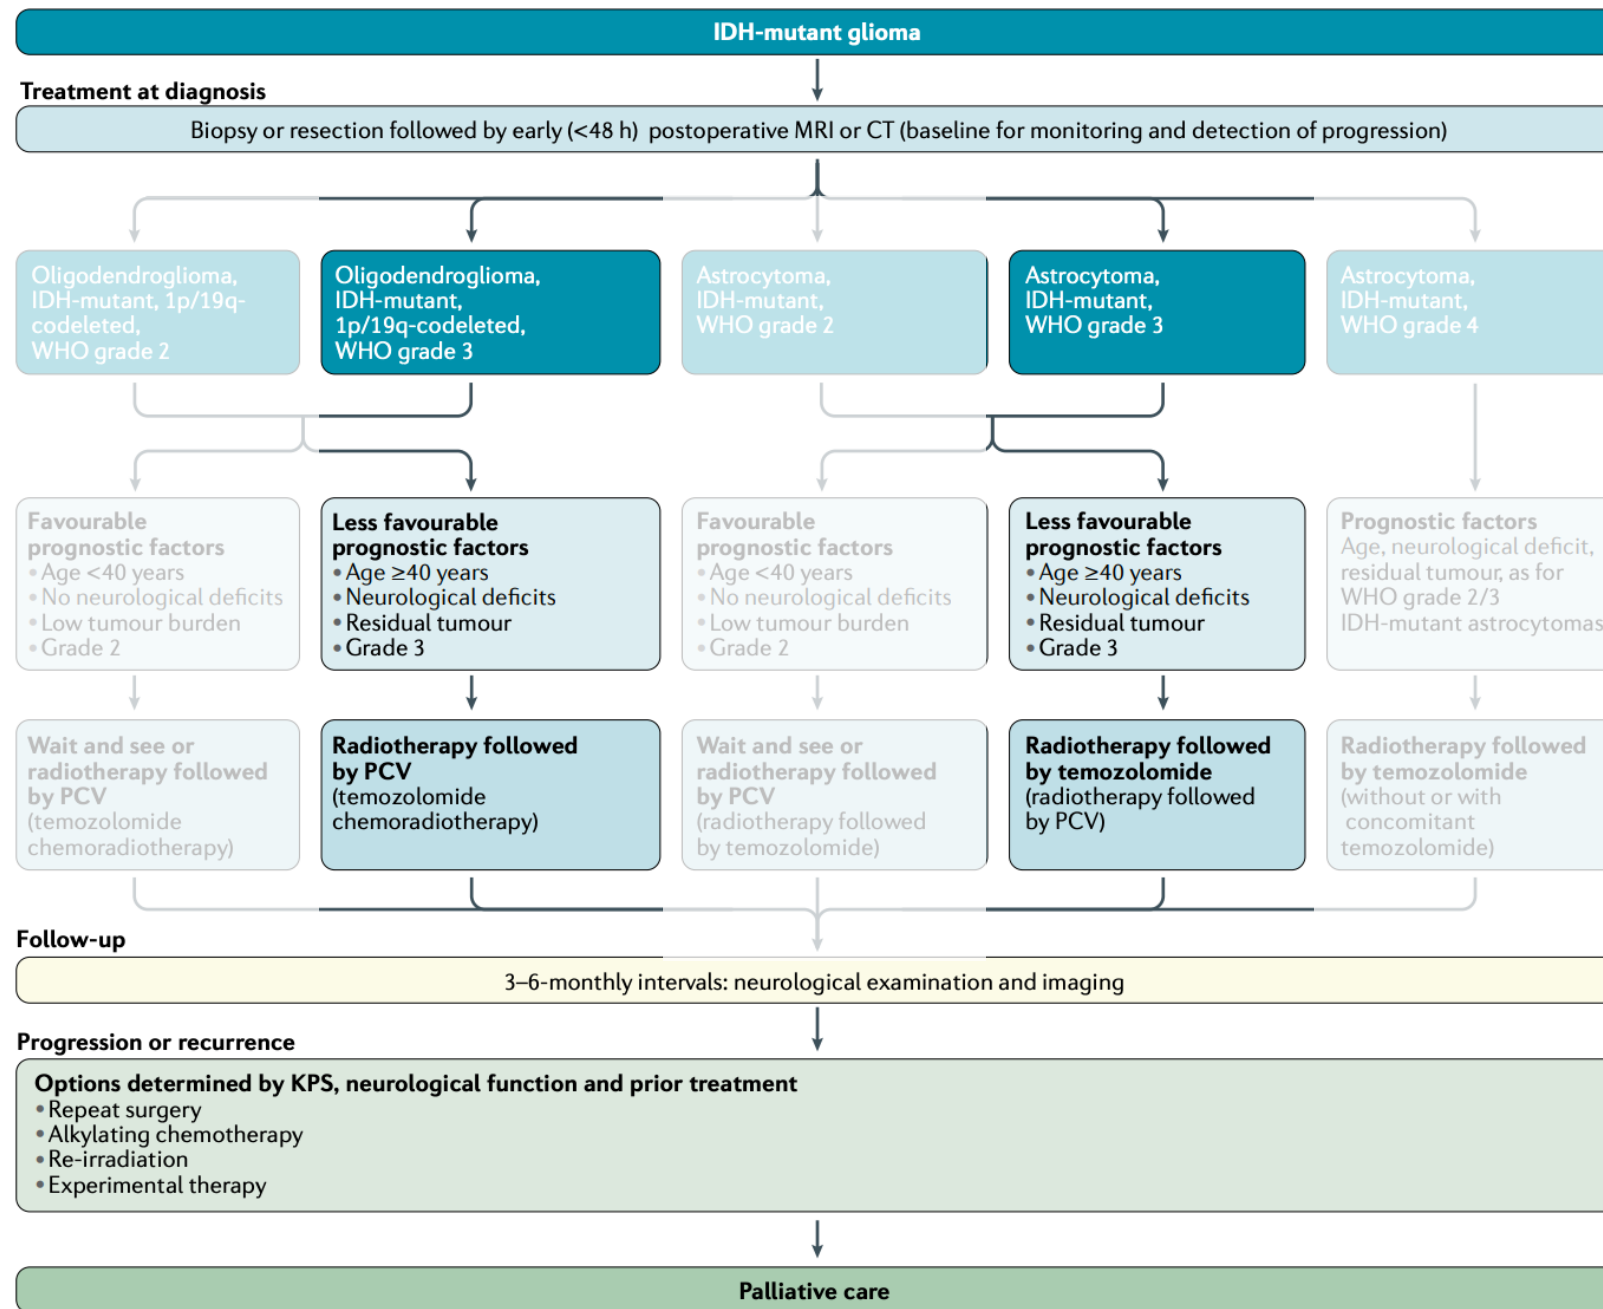 IDH-mutant glioma
Treatment at diagnosis
Biopsy or resection followed by early (<48 h) postoperative MRI or CT (baseline for monitoring and detection of progression)
Oligodendroglioma,
IDH-mutant, 1p/19q-
codeleted,
WHO grade 2
Oligodendroglioma,
IDH-mutant,
1p/19q-codeleted,
WHO grade 3
Astrocytoma,
IDH-mutant,
WHO grade 2
Astrocytoma,
IDH-mutant,
WHO grade 3
Astrocytoma,
IDH-mutant,
WHO grade 4
Favourable
prognostic factors
• Age <40 years
• No neurological deficits
• Low tumour burden
• Grade 2
Less favourable
prognostic factors
• Age ≥40 years
• Neurological deficits
• Residual tumour
• Grade 3
Favourable
prognostic factors
• Age <40 years
• No neurological deficits
• Low tumour burden
• Grade 2
Less favourable
prognostic factors
• Age ≥40 years
• Neurological deficits
• Residual tumour
• Grade 3
Prognostic factors
Age, neurological deficit,
residual tumour, as for
WHO grade 2/3
IDH-mutant astrocytomas
Wait and see or
radiotherapy followed
by PCV
(temozolomide
chemoradiotherapy)
Radiotherapy followed
by PCV
(temozolomide
chemoradiotherapy)
Wait and see or
radiotherapy followed
by PCV
(radiotherapy followed
by temozolomide)
Radiotherapy followed
by temozolomide
(radiotherapy followed
by PCV)
Radiotherapy followed
by temozolomide
(without or with
concomitant
temozolomide)
Follow-up
3–6-monthly intervals: neurological examination and imaging
Progression or recurrence
Options determined by KPS, neurological function and prior treatment
• Repeat surgery
• Alkylating chemotherapy
• Re-irradiation
• Experimental therapy
Palliative care